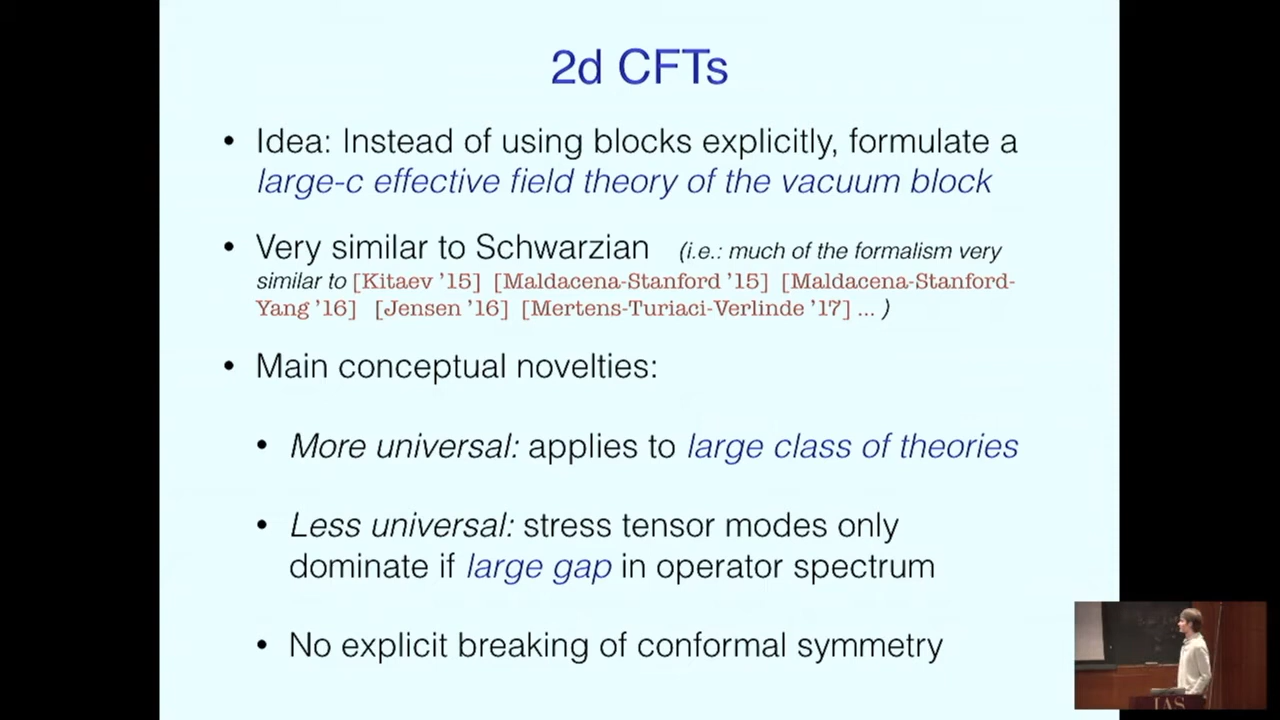 2d CFTs
• Idea: Instead of using blocks explicitly, formulate a
large-c effective field theory of the vacuum block
• Very similar to Schwarzian (i.e.: much of the formalism very
similar to [Kitaev '15] [Maldacena-Stanford '15] [Maldacena-Stanford-
Yang '16] [Jensen '16] [Mertens-Turiaci-Verlinde '17] ... )
• Main conceptual novelties:
• More universal: applies to large class of theories
• Less universal: stress tensor modes only
dominate if large gap in operator spectrum
• No explicit breaking of conformal symmetry
IAS